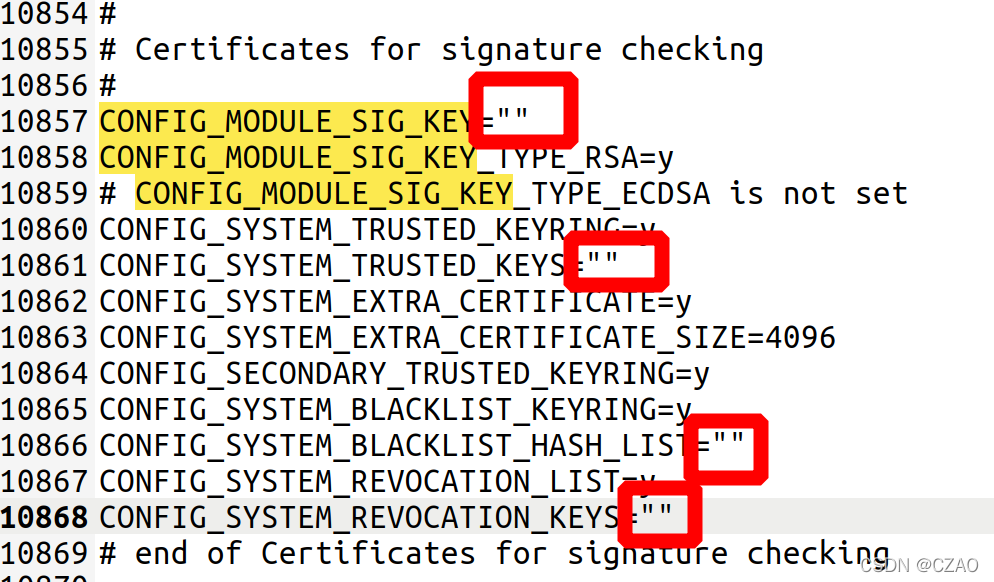 10854 #
10855 # Certificates for signature checking
10856 #
10857 CONFIG_MODULE_SIG_KEY=""
10858 CONFIG_MODULE_SIG_KEY_TYPE_RSA=y
10859 # CONFIG_MODULE_SIG_KEY_TYPE_ECDSA is not set
10860 CONFIG_SYSTEM_TRUSTED_KEYRING=y
10861 CONFIG_SYSTEM_TRUSTED_KEYS=""
10862 CONFIG_SYSTEM_EXTRA_CERTIFICATE=y
10863 CONFIG_SYSTEM_EXTRA_CERTIFICATE_SIZE=4096
10864 CONFIG_SECONDARY_TRUSTED_KEYRING=y
10865 CONFIG_SYSTEM_BLACKLIST_KEYRING=y
10866 CONFIG_SYSTEM_BLACKLIST_HASH_LIST=""
10867 CONFIG_SYSTEM_REVOCATION_LIST=y
10868 CONFIG_SYSTEM_REVOCATION_KEYS=""
10869 # end of Certificates for signature checking
CSDN @CZAO